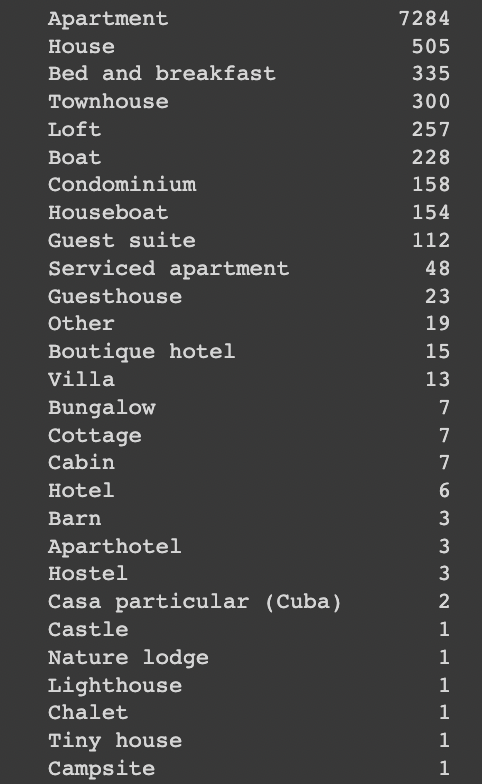 Apartment 7284
House 505
Bed and breakfast 335
Townhouse 300
Loft 257
Boat 228
Condominium 158
Houseboat 154
Guest suite 112
Serviced apartment 48
Guesthouse 23
Other 19
Boutique hotel 15
Villa 13
Bungalow 7
Cottage 7
Cabin 7
Hotel 6
Barn 3
Aparthotel 3
Hostel 3
Casa particular (Cuba) 2
Castle 1
Nature lodge 1
Lighthouse 1
Chalet 1
Tiny house 1
Campsite 1